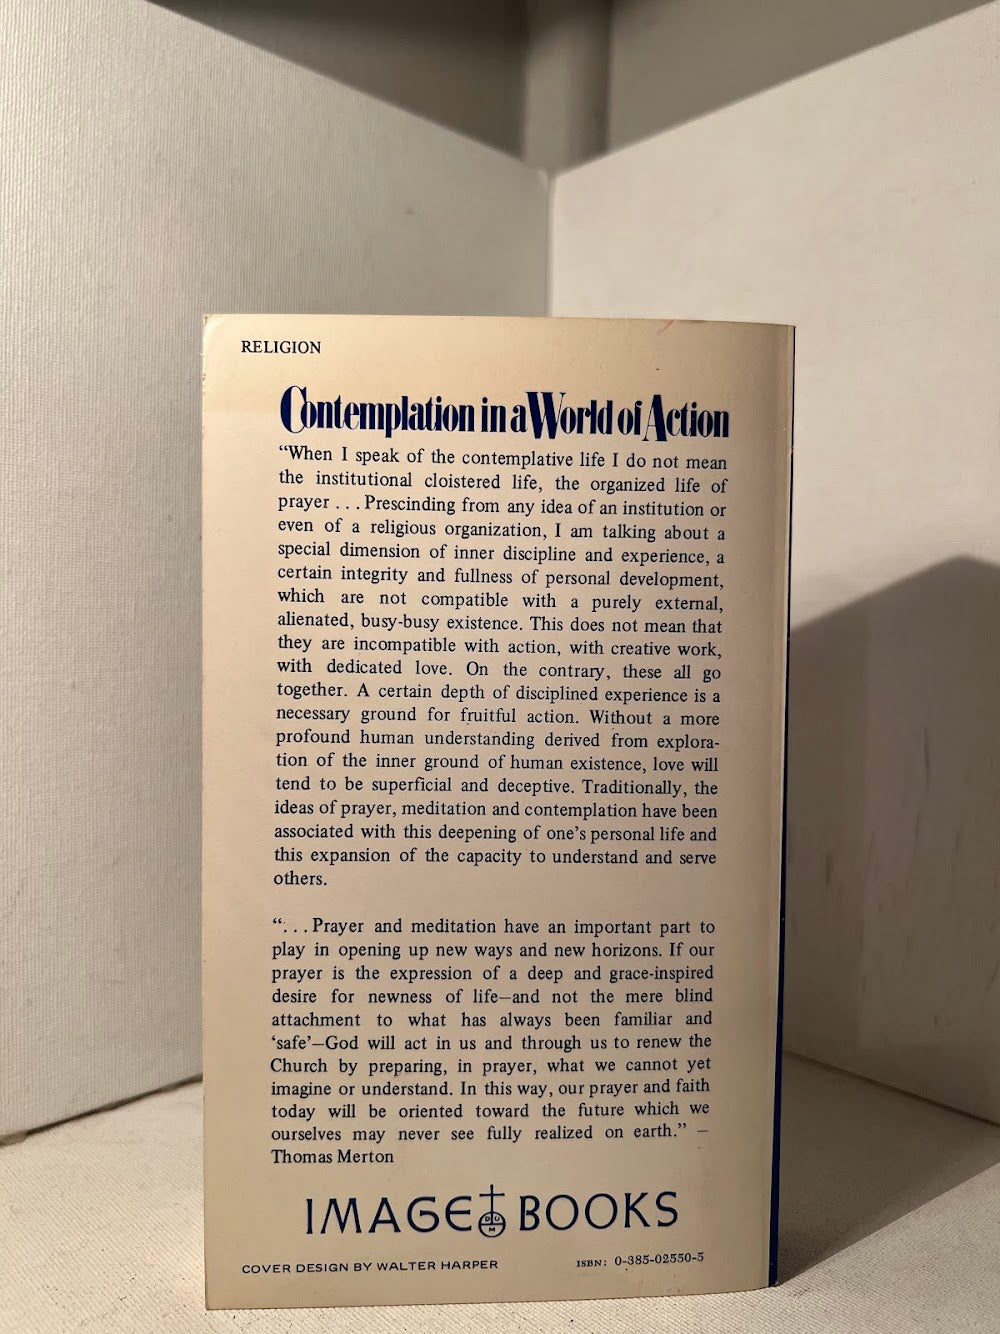 RELIGION
Contemplation in a World of Action
“When I speak of the contemplative life I do not mean
the institutional cloistered life, the organized life of
prayer . . . Prescinding from any idea of an institution or
even of a religious organization, I am talking about a
special dimension of inner discipline and experience, a
certain integrity and fullness of personal development,
which are not compatible with a purely external,
alienated, busy-busy existence. This does not mean that
they are incompatible with action, with creative work,
with dedicated love. On the contrary, these all go
together. A certain depth of disciplined experience is a
necessary ground for fruitful action. Without a more
profound human understanding derived from explora-
tion of the inner ground of human existence, love will
tend to be superficial and deceptive. Traditionally, the
ideas of prayer, meditation and contemplation have been
associated with this deepening of one’s personal life and
this expansion of the capacity to understand and serve
others.
“. . . Prayer and meditation have an important part to
play in opening up new ways and new horizons. If our
prayer is the expression of a deep and grace-inspired
desire for newness of life—and not the mere blind
attachment to what has always been familiar and
‘safe’—God will act in us and through us to renew the
Church by preparing, in prayer, what we cannot yet
imagine or understand. In this way, our prayer and faith
today will be oriented toward the future which we
ourselves may never see fully realized on earth.” —
Thomas Merton
IMAGE DUM BOOKS
COVER DESIGN BY WALTER HARPER
ISBN: 0-385-02550-5